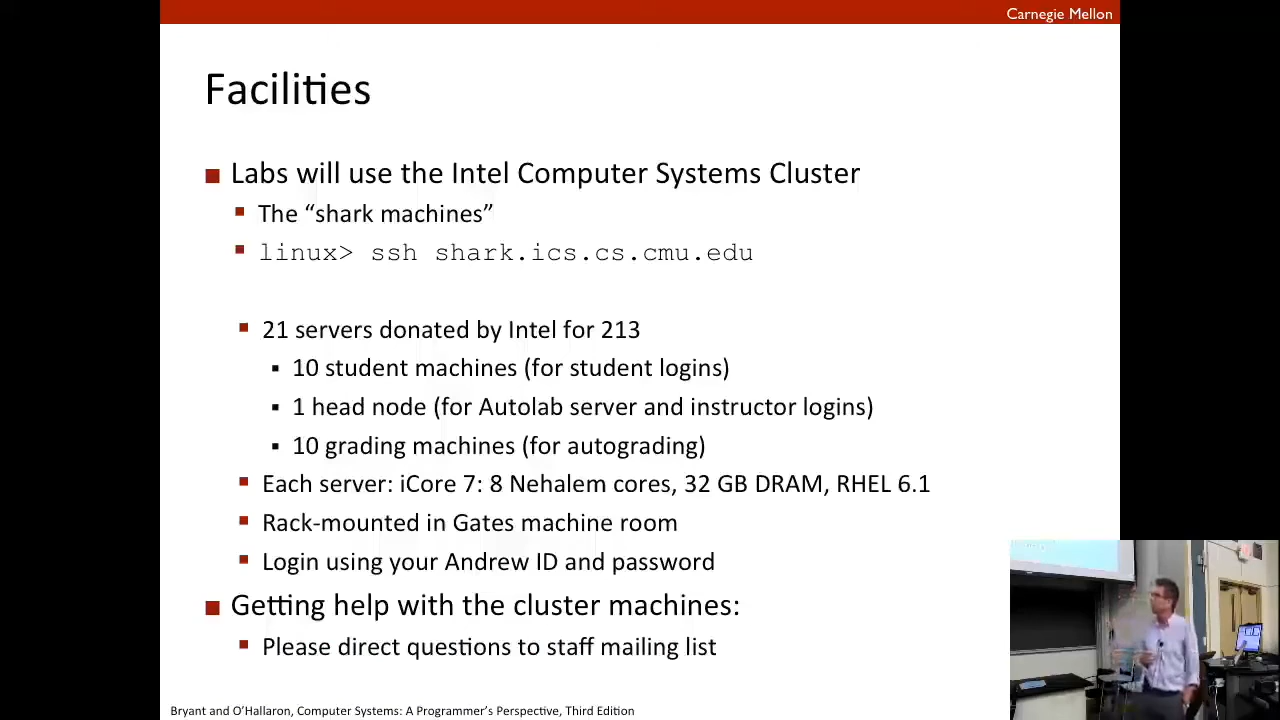 Carnegie Mellon
Facilities
Labs will use the Intel Computer Systems Cluster
The “shark machines”
linux> ssh shark.ics.cs.cmu.edu
21 servers donated by Intel for 213
10 student machines (for student logins)
1 head node (for Autolab server and instructor logins)
10 grading machines (for autograding)
Each server: iCore 7: 8 Nehalem cores, 32 GB DRAM, RHEL 6.1
Rack-mounted in Gates machine room
Login using your Andrew ID and password
Getting help with the cluster machines:
Please direct questions to staff mailing list
Bryant and O’Hallaron, Computer Systems: A Programmer’s Perspective, Third Edition